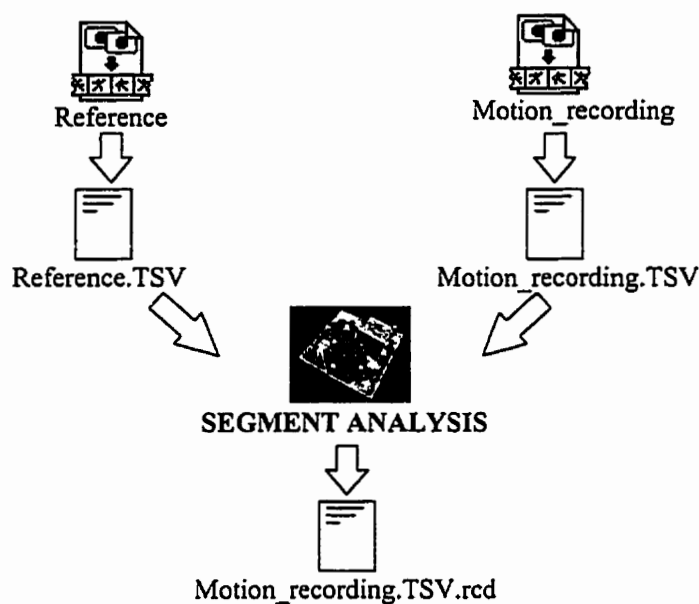 Reference
Motion_recording
Reference.TSV
Motion_recording.TSV
SEGMENT ANALYSIS
Motion_recording.TSV.rcd